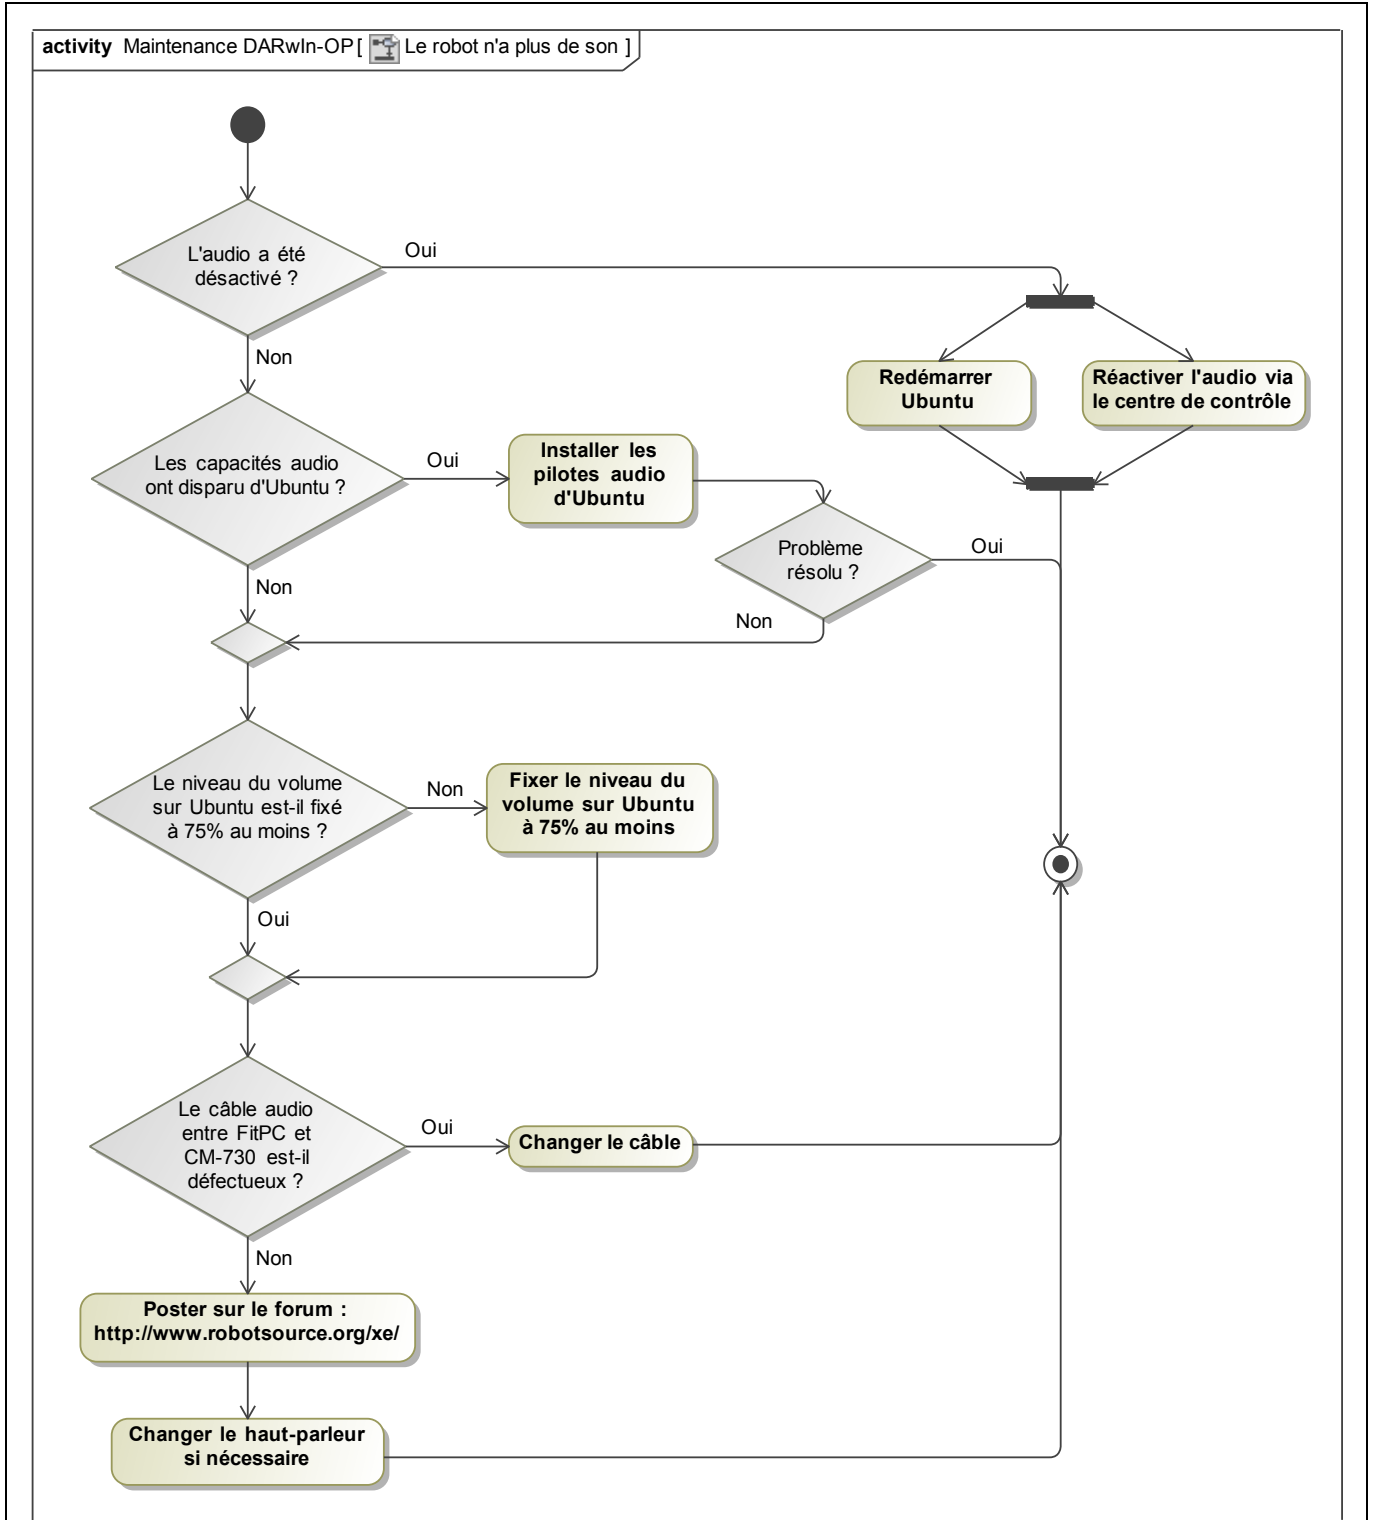 activity Maintenance DARwIn-OP [ Le robot n'a plus de son ]
L'audio a été
désactivé ?
Oui
Non
Redémarrer
Ubuntu
Réactiver l'audio via
le centre de contrôle
Les capacités audio
ont disparu d'Ubuntu ?
Oui
Installer les
pilotes audio
d'Ubuntu
Problème
résolu ?
Oui
Non
Non
Le niveau du volume
sur Ubuntu est-il fixé
à 75% au moins ?
Non
Fixer le niveau du
volume sur Ubuntu
à 75% au moins
Oui
Le câble audio
entre FitPC et
CM-730 est-il
défectueux ?
Oui
Changer le câble
Non
Poster sur le forum :
http://www.robotsource.org/xe/
Changer le haut-parleur
si nécessaire